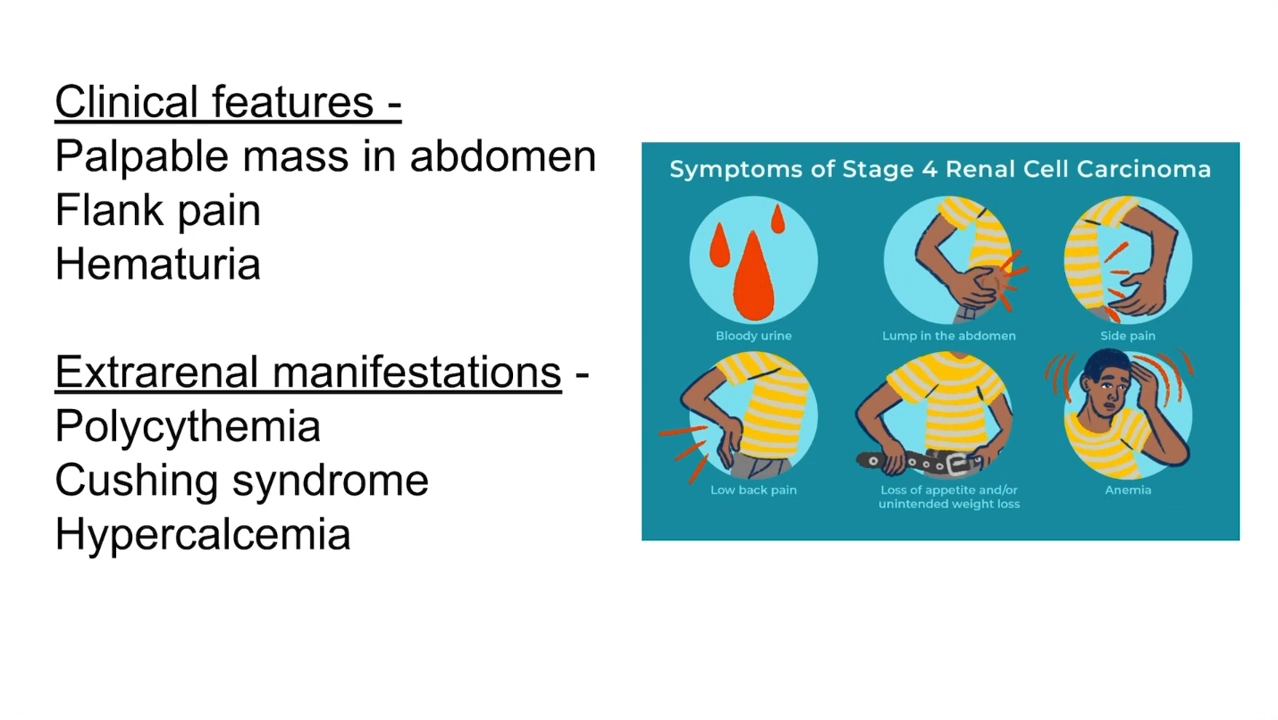 Clinical features -
Palpable mass in abdomen
Flank pain
Hematuria
Extrarenal manifestations -
Polycythemia
Cushing syndrome
Hypercalcemia
Symptoms of Stage 4 Renal Cell Carcinoma
Bloody urine
Lump in the abdomen
Side pain
Low back pain
Loss of appetite and/or
unintended weight loss
Anemia